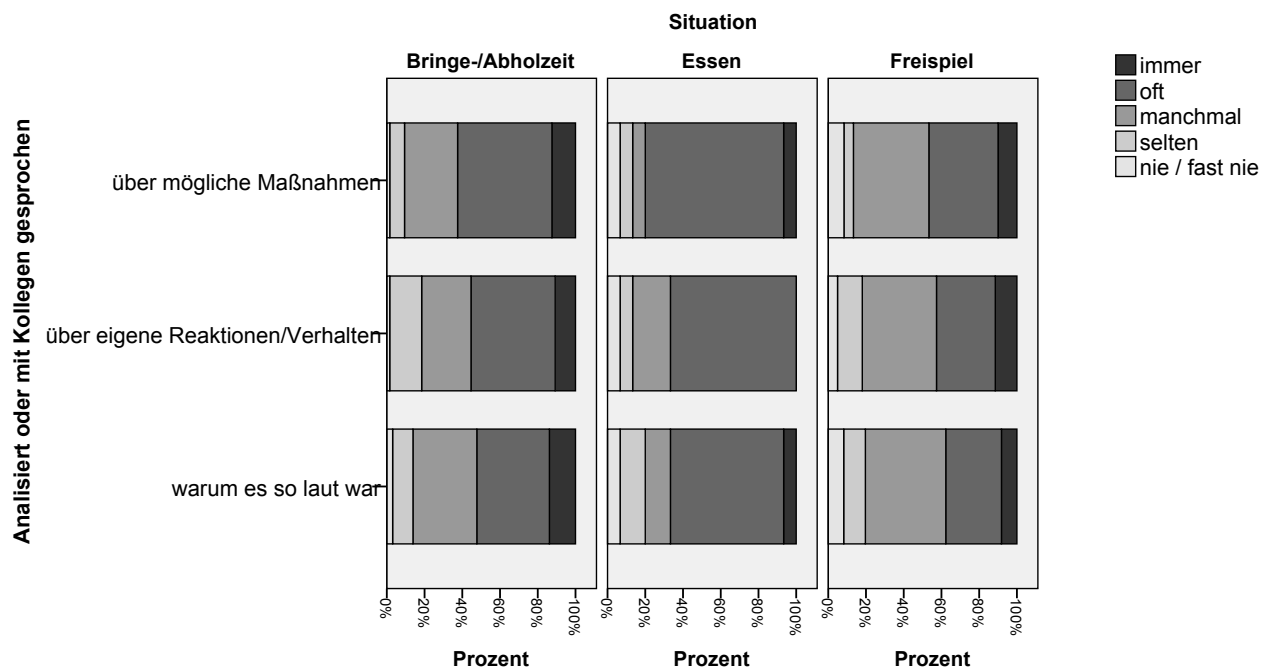 Situation
Bringe-/Abholzeit
Essen
Freispiel
immer
oft
manchmal
selten
nie / fast nie
Analisiert oder mit Kollegen gesprochen
über mögliche Maßnahmen
über eigene Reaktionen/Verhalten
warum es so laut war
0% 20% 40% 60% 80% 100%
0% 20% 40% 60% 80% 100%
0% 20% 40% 60% 80% 100%
Prozent
Prozent
Prozent